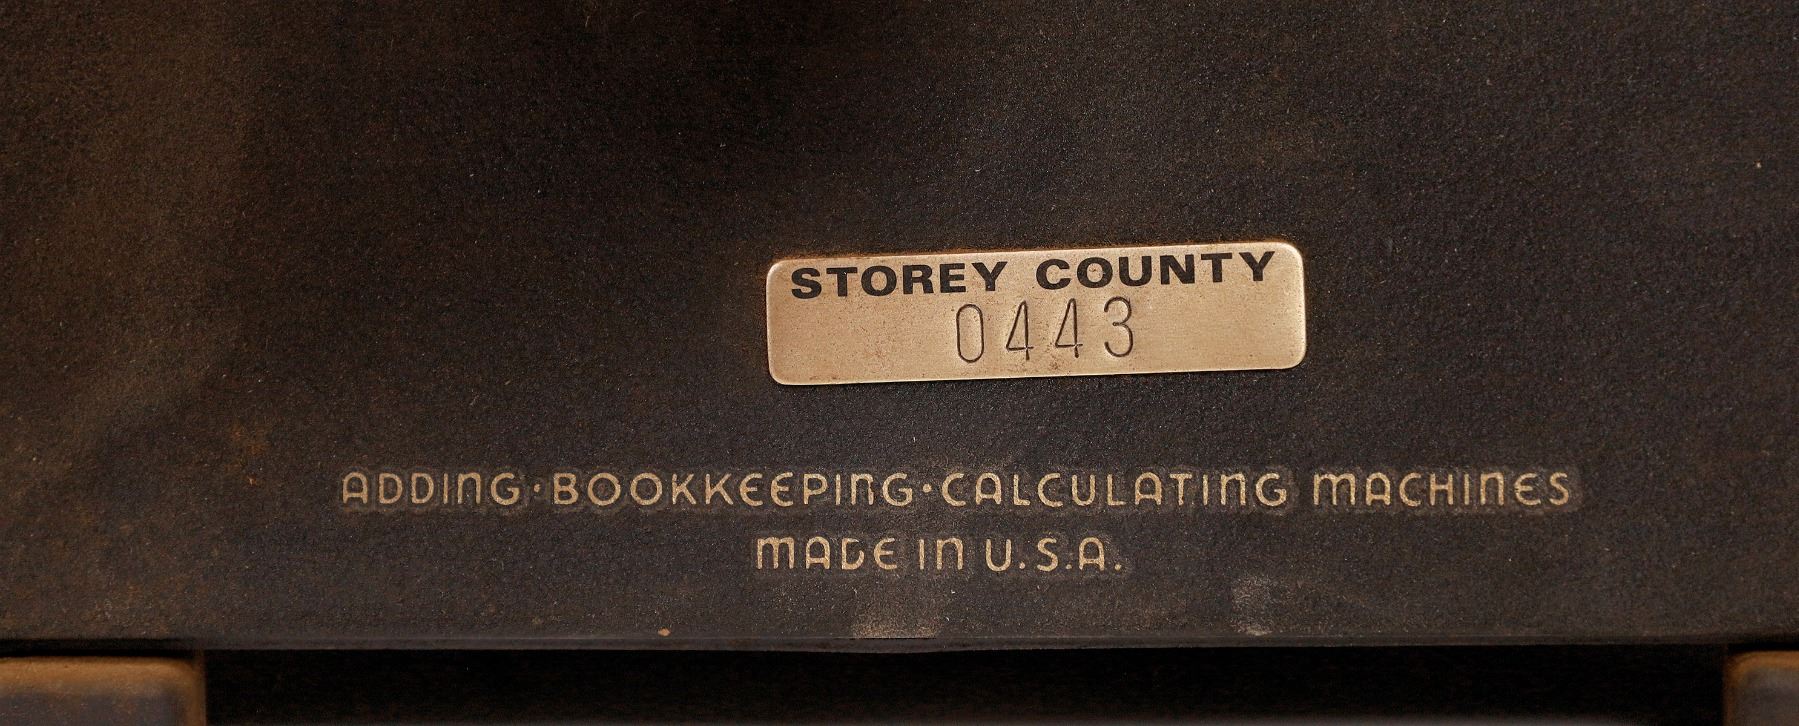 STOREY COUNTY
0443
ADDING·BOOKKEEPING·CALCULATING MACHINES
MADE IN U.S.A.